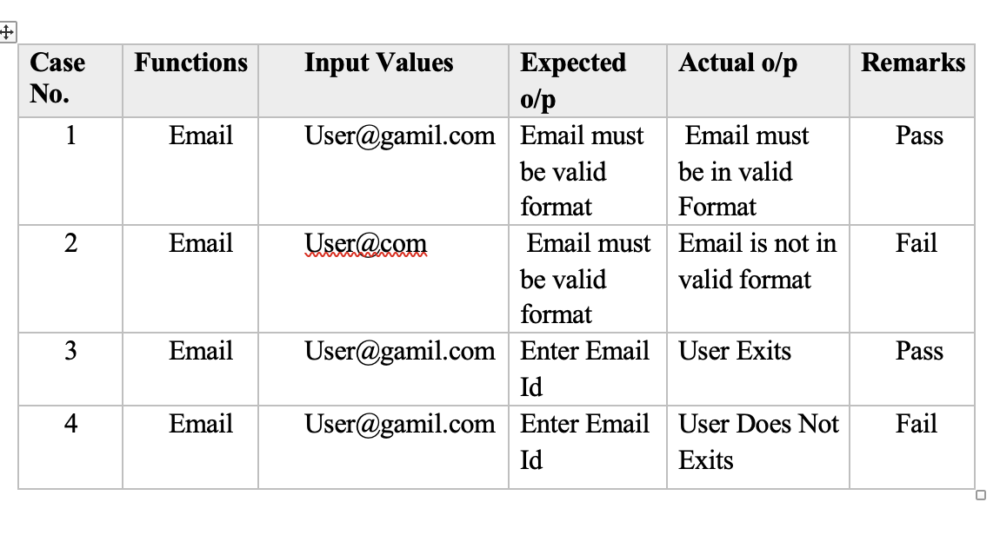 Case No. Functions Input Values Expected o/p Actual o/p Remarks
1 Email User@gamil.com Email must be valid format Email must be in valid Format Pass
2 Email User@com Email must be valid format Email is not in valid format Fail
3 Email User@gamil.com Enter Email Id User Exits Pass
4 Email User@gamil.com Enter Email Id User Does Not Exits Fail